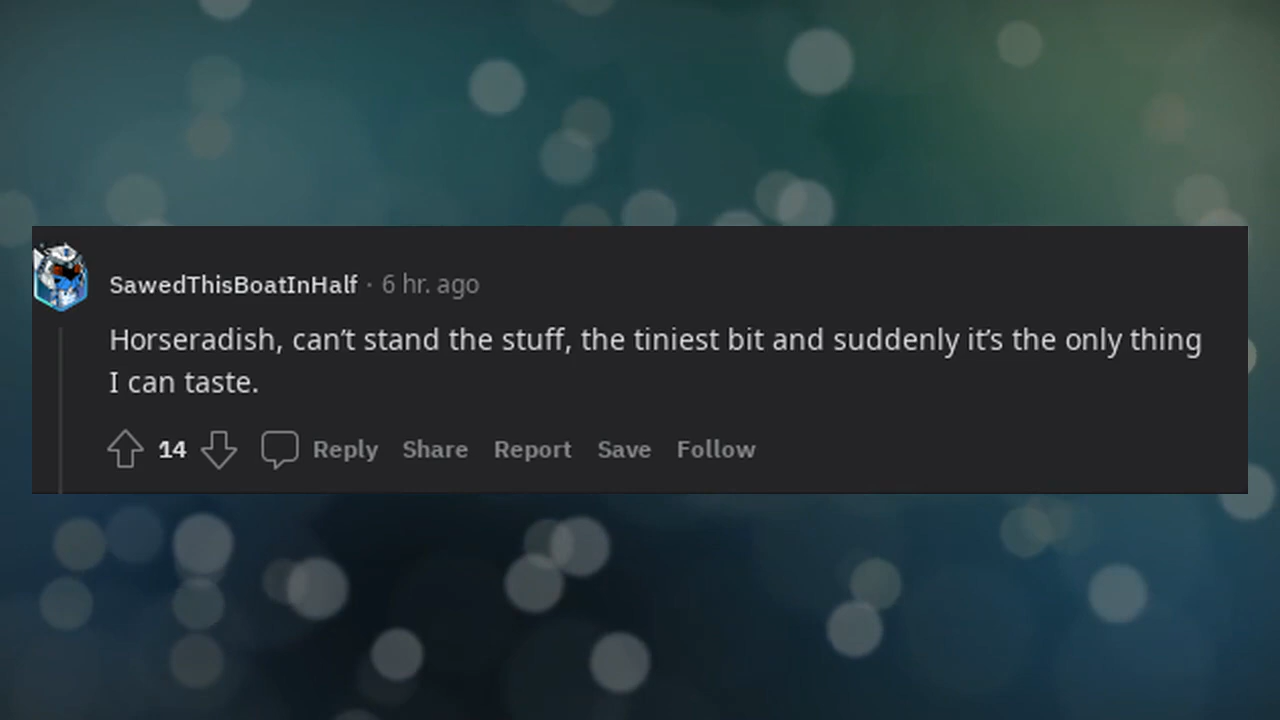 SawedThisBoatInHalf · 6 hr. ago
Horseradish, can’t stand the stuff, the tiniest bit and suddenly it’s the only thing
I can taste.
14 Reply Share Report Save Follow